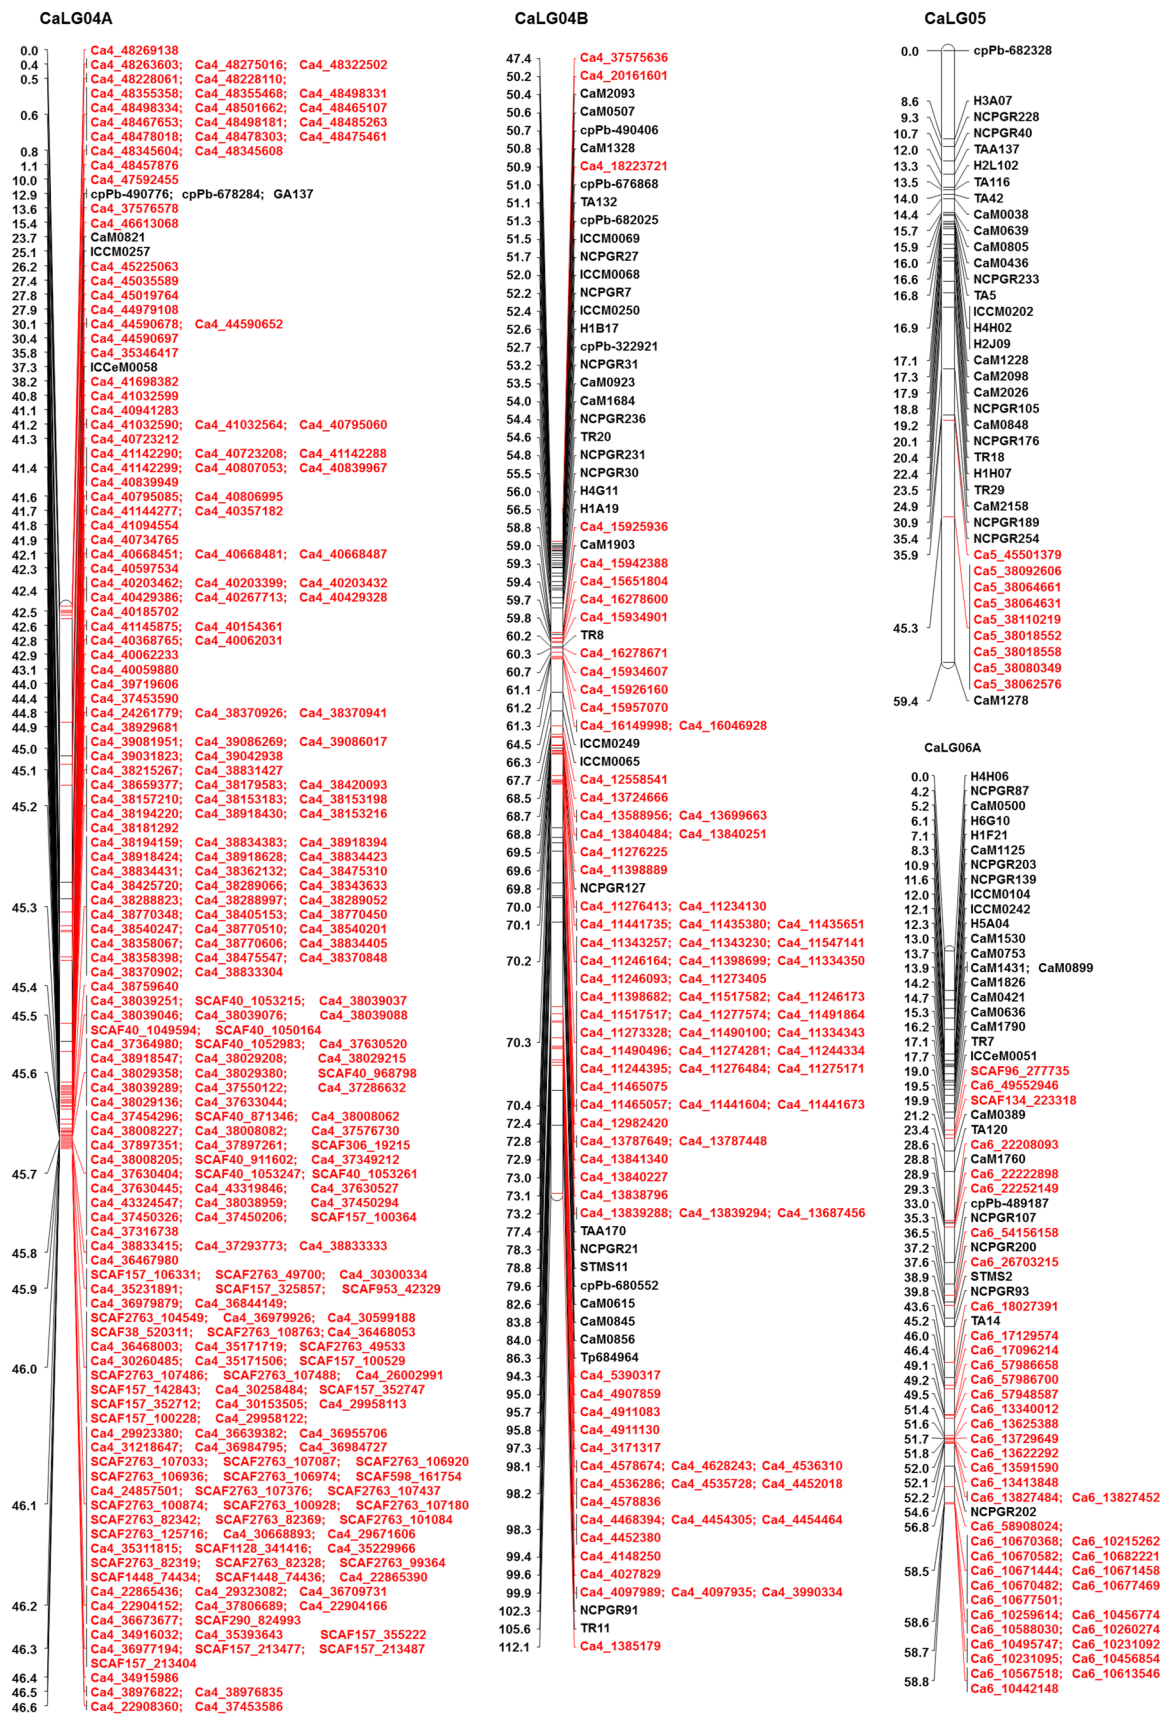 CaLG04A
0.0 Ca4_48269138
0.4 Ca4_48263603; Ca4_48275016; Ca4_48322502
0.5 Ca4_48228061; Ca4_48228110;
Ca4_48355358; Ca4_48355468; Ca4_48498331
Ca4_48498334; Ca4_48501662; Ca4_48465107
0.6 Ca4_48467653; Ca4_48498181; Ca4_48485263
Ca4_48478018; Ca4_48478303; Ca4_48475461
0.8 Ca4_48345604; Ca4_48345608
1.1 Ca4_48457876
10.0 Ca4_47592455
12.9 cpPb-490776; cpPb-678284; GA137
13.6 Ca4_37576578
15.4 Ca4_46613068
23.7 CaM0821
25.1 ICCM0257
26.2 Ca4_45225063
27.4 Ca4_45035589
27.8 Ca4_45019764
27.9 Ca4_44979108
30.1 Ca4_44590678; Ca4_44590652
30.4 Ca4_44590697
35.8 Ca4_35346417
37.3 ICCeM0058
38.2 Ca4_41698382
40.8 Ca4_41032599
41.1 Ca4_40941283
41.2 Ca4_41032590; Ca4_41032564; Ca4_40795060
41.3 Ca4_40723212
Ca4_41142290; Ca4_40723208; Ca4_41142288
41.4 Ca4_41142299; Ca4_40807053; Ca4_40839967
Ca4_40839949
41.6 Ca4_40795085; Ca4_40806995
41.7 Ca4_41144277; Ca4_40357182
41.8 Ca4_41094554
41.9 Ca4_40734765
42.1 Ca4_40668451; Ca4_40668481; Ca4_40668487
42.3 Ca4_40597534
42.4 Ca4_40203462; Ca4_40203399; Ca4_40203432
Ca4_40429386; Ca4_40267713; Ca4_40429328
42.5 Ca4_40185702
42.6 Ca4_41145875; Ca4_40154361
42.8 Ca4_40368765; Ca4_40062031
42.9 Ca4_40062233
43.1 Ca4_40059880
44.0 Ca4_39719606
44.4 Ca4_37453590
44.8 Ca4_24261779; Ca4_38370926; Ca4_38370941
44.9 Ca4_38929681
45.0 Ca4_39081951; Ca4_39086269; Ca4_39086017
Ca4_39031823; Ca4_39042938
45.1 Ca4_38215267; Ca4_38831427
Ca4_38659377; Ca4_38179583; Ca4_38420093
Ca4_38157210; Ca4_38153183; Ca4_38153198
45.2 Ca4_38194220; Ca4_38918430; Ca4_38153216
Ca4_38181292
Ca4_38194159; Ca4_38834383; Ca4_38918394
Ca4_38918424; Ca4_38918628; Ca4_38834423
Ca4_38834431; Ca4_38362132; Ca4_38475310
Ca4_38425720; Ca4_38289066; Ca4_38343633
Ca4_38288823; Ca4_38288997; Ca4_38289052
45.3 Ca4_38770348; Ca4_38405153; Ca4_38770450
Ca4_38540247; Ca4_38770510; Ca4_38540201
Ca4_38358067; Ca4_38770606; Ca4_38834405
Ca4_38358398; Ca4_38475547; Ca4_38370848
Ca4_38370902; Ca4_38833304
45.4 Ca4_38759640
Ca4_38039251; SCAF40_1053215; Ca4_38039037
45.5 Ca4_38039046; Ca4_38039076; Ca4_38039088
SCAF40_1049594; SCAF40_1050164
Ca4_37364980; SCAF40_1052983; Ca4_37630520
Ca4_38918547; Ca4_38029208; Ca4_38029215
45.6 Ca4_38029358; Ca4_38029380; SCAF40_968798
Ca4_38039289; Ca4_37550122; Ca4_37286632
Ca4_38029136; Ca4_37633044;
Ca4_37454296; SCAF40_871346; Ca4_38008062
Ca4_38008227; Ca4_38008082; Ca4_37576730
Ca4_37897351; Ca4_37897261; SCAF306_19215
Ca4_38008205; SCAF40_911602; Ca4_37349212
45.7 Ca4_37630404; SCAF40_1053247; SCAF40_1053261
Ca4_37630445; Ca4_43319846; Ca4_37630527
Ca4_43324547; Ca4_38038959; Ca4_37450294
Ca4_37450326; Ca4_37450206; SCAF157_100364
Ca4_37316738
45.8 Ca4_38833415; Ca4_37293773; Ca4_38833333
Ca4_36467980
SCAF157_106331; SCAF2763_49700; Ca4_30300334
45.9 Ca4_35231891; SCAF157_325857; SCAF953_42329
Ca4_36979879; Ca4_36844149;
SCAF2763_104549; Ca4_36979926; Ca4_30599188
SCAF38_520311; SCAF2763_108763; Ca4_36468053
Ca4_36468003; Ca4_35171719; SCAF2763_49533
46.0 Ca4_30260485; Ca4_35171506; SCAF157_100529
SCAF2763_107486; SCAF2763_107488; Ca4_26002991
SCAF157_142843; Ca4_30258484; SCAF157_352747
SCAF157_352712; Ca4_30153505; Ca4_29958113
SCAF157_100228; Ca4_29958122;
Ca4_29923380; Ca4_36639382; Ca4_36955706
Ca4_31218647; Ca4_36984795; Ca4_36984727
SCAF2763_107033; SCAF2763_107087; SCAF2763_106920
SCAF2763_106936; SCAF2763_106974; SCAF598_161754
Ca4_24857501; SCAF2763_107376; SCAF2763_107437
46.1 SCAF2763_100874; SCAF2763_100928; SCAF2763_107180
SCAF2763_82342; SCAF2763_82369; SCAF2763_101084
SCAF2763_125716; Ca4_30668893; Ca4_29671606
Ca4_35311815; SCAF1128_341416; Ca4_35229966
SCAF2763_82319; SCAF2763_82328; SCAF2763_99364
SCAF1448_74434; SCAF1448_74436; Ca4_22865390
Ca4_22865436; Ca4_29323082; Ca4_36709731
46.2 Ca4_22904152; Ca4_37806689; Ca4_22904166
Ca4_36673677; SCAF290_824993
Ca4_34916032; Ca4_35393643 SCAF157_355222
46.3 Ca4_36977194; SCAF157_213477; SCAF157_213487
SCAF157_213404
46.4 Ca4_34915986
46.5 Ca4_38976822; Ca4_38976835
46.6 Ca4_22908360; Ca4_37453586
CaLG04B
47.4 Ca4_37575636
50.2 Ca4_20161601
50.4 CaM2093
50.6 CaM0507
50.7 cpPb-490406
50.8 CaM1328
50.9 Ca4_18223721
51.0 cpPb-676868
51.1 TA132
51.3 cpPb-682025
51.5 ICCM0069
51.7 NCPGR27
52.0 ICCM0068
52.2 NCPGR7
52.4 ICCM0250
52.6 H1B17
52.7 cpPb-322921
53.2 NCPGR31
53.5 CaM0923
54.0 CaM1684
54.4 NCPGR236
54.6 TR20
54.8 NCPGR231
55.5 NCPGR30
56.0 H4G11
56.5 H1A19
58.8 Ca4_15925936
59.0 CaM1903
59.3 Ca4_15942388
59.4 Ca4_15651804
59.7 Ca4_16278600
59.8 Ca4_15934901
60.2 TR8
60.3 Ca4_16278671
60.7 Ca4_15934607
61.1 Ca4_15926160
61.2 Ca4_15957070
61.3 Ca4_16149998; Ca4_16046928
64.5 ICCM0249
66.3 ICCM0065
67.7 Ca4_12558541
68.5 Ca4_13724666
68.7 Ca4_13588956; Ca4_13699663
68.8 Ca4_13840484; Ca4_13840251
69.5 Ca4_11276225
69.6 Ca4_11398889
69.8 NCPGR127
70.0 Ca4_11276413; Ca4_11234130
70.1 Ca4_11441735; Ca4_11435380; Ca4_11435651
Ca4_11343257; Ca4_11343230; Ca4_11547141
70.2 Ca4_11246164; Ca4_11398699; Ca4_11334350
Ca4_11246093; Ca4_11273405
Ca4_11398682; Ca4_11517582; Ca4_11246173
Ca4_11517517; Ca4_11277574; Ca4_11491864
Ca4_11273328; Ca4_11490100; Ca4_11334343
70.3 Ca4_11490496; Ca4_11274281; Ca4_11244334
Ca4_11244395; Ca4_11276484; Ca4_11275171
Ca4_11465075
70.4 Ca4_11465057; Ca4_11441604; Ca4_11441673
72.4 Ca4_12982420
72.8 Ca4_13787649; Ca4_13787448
72.9 Ca4_13841340
73.0 Ca4_13840227
73.1 Ca4_13838796
73.2 Ca4_13839288; Ca4_13839294; Ca4_13687456
77.4 TAA170
78.3 NCPGR21
78.8 STMS11
79.6 cpPb-680552
82.6 CaM0615
83.8 CaM0845
84.0 CaM0856
86.3 Tp684964
94.3 Ca4_5390317
95.0 Ca4_4907859
95.7 Ca4_4911083
95.8 Ca4_4911130
97.3 Ca4_3171317
98.1 Ca4_4578674; Ca4_4628243; Ca4_4536310
98.2 Ca4_4536286; Ca4_4535728; Ca4_4452018
Ca4_4578836
98.3 Ca4_4468394; Ca4_4454305; Ca4_4454464
Ca4_4452380
99.4 Ca4_4148250
99.6 Ca4_4027829
99.9 Ca4_4097989; Ca4_4097935; Ca4_3990334
102.3 NCPGR91
105.6 TR11
112.1 Ca4_1385179
CaLG05
0.0 cpPb-682328
8.6 H3A07
9.3 NCPGR228
10.7 NCPGR40
12.0 TAA137
13.3 H2L102
13.5 TA116
14.0 TA42
14.4 CaM0038
15.7 CaM0639
15.9 CaM0805
16.0 CaM0436
16.6 NCPGR233
16.8 TA5
ICCM0202
16.9 H4H02
H2J09
17.1 CaM1228
17.3 CaM2098
17.9 CaM2026
18.8 NCPGR105
19.2 CaM0848
20.1 NCPGR176
20.4 TR18
22.4 H1H07
23.5 TR29
24.9 CaM2158
30.9 NCPGR189
35.4 NCPGR254
35.9 Ca5_45501379
Ca5_38092606
Ca5_38064661
Ca5_38064631
45.3 Ca5_38110219
Ca5_38018552
Ca5_38018558
Ca5_38080349
Ca5_38062576
59.4 CaM1278
CaLG06A
0.0 H4H06
4.2 NCPGR87
5.2 CaM0500
6.1 H6G10
7.1 H1F21
8.3 CaM1125
10.9 NCPGR203
11.6 NCPGR139
12.0 ICCM0104
12.1 ICCM0242
12.3 H5A04
13.0 CaM1530
13.7 CaM0753
13.9 CaM1431; CaM0899
14.2 CaM1826
14.7 CaM0421
15.3 CaM0636
16.2 CaM1790
17.1 TR7
17.7 ICCeM0051
19.0 SCAF96_277735
19.5 Ca6_49552946
19.9 SCAF134_223318
21.2 CaM0389
23.4 TA120
28.6 Ca6_22208093
28.8 CaM1760
28.9 Ca6_22222898
29.3 Ca6_22252149
33.0 cpPb-489187
35.3 NCPGR107
36.5 Ca6_54156158
37.2 NCPGR200
37.6 Ca6_26703215
38.9 STMS2
39.8 NCPGR93
43.6 Ca6_18027391
45.2 TA14
46.0 Ca6_17129574
46.4 Ca6_17096214
49.1 Ca6_57986658
49.2 Ca6_57986700
49.5 Ca6_57948587
51.4 Ca6_13340012
51.6 Ca6_13625388
51.7 Ca6_13729649
51.8 Ca6_13622292
52.0 Ca6_13591590
52.1 Ca6_13413848
52.2 Ca6_13827484; Ca6_13827452
54.6 NCPGR202
56.8 Ca6_58908024;
Ca6_10670368; Ca6_10215262
Ca6_10670582; Ca6_10682221
58.5 Ca6_10671444; Ca6_10671458
Ca6_10670482; Ca6_10677469
Ca6_10677501;
58.6 Ca6_10259614; Ca6_10456774
Ca6_10588030; Ca6_10260274
58.7 Ca6_10495747; Ca6_10231092
Ca6_10231095; Ca6_10456854
58.8 Ca6_10567518; Ca6_10613546
Ca6_10442148